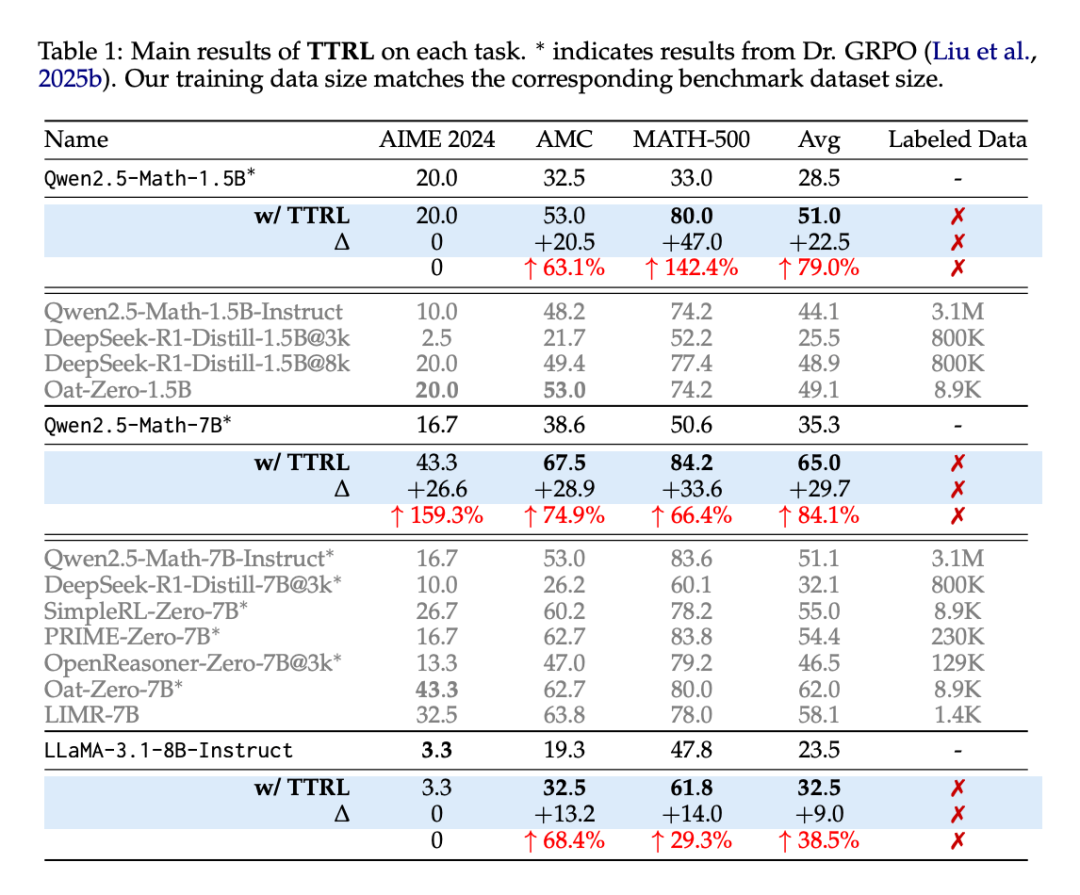 Table 1: Main results of TTRL on each task. * indicates results from Dr. GRPO (Liu et al.,
2025b). Our training data size matches the corresponding benchmark dataset size.
Name AIME 2024 AMC MATH-500 Avg Labeled Data
Qwen2.5-Math-1.5B* 20.0 32.5 33.0 28.5 -
w/ TTRL 20.0 53.0 80.0 51.0 ✗
Δ 0 +20.5 +47.0 +22.5 ✗
0 ↑ 63.1% ↑ 142.4% ↑ 79.0% ✗
Qwen2.5-Math-1.5B-Instruct 10.0 48.2 74.2 44.1 3.1M
DeepSeek-R1-Distill-1.5B@3k 2.5 21.7 52.2 25.5 800K
DeepSeek-R1-Distill-1.5B@8k 20.0 49.4 77.4 48.9 800K
Oat-Zero-1.5B 20.0 53.0 74.2 49.1 8.9K
Qwen2.5-Math-7B* 16.7 38.6 50.6 35.3 -
w/ TTRL 43.3 67.5 84.2 65.0 ✗
Δ +26.6 +28.9 +33.6 +29.7 ✗
↑ 159.3% ↑ 74.9% ↑ 66.4% ↑ 84.1% ✗
Qwen2.5-Math-7B-Instruct* 16.7 53.0 83.6 51.1 3.1M
DeepSeek-R1-Distill-7B@3k* 10.0 26.2 60.1 32.1 800K
SimpleRL-Zero-7B* 26.7 60.2 78.2 55.0 8.9K
PRIME-Zero-7B* 16.7 62.7 83.8 54.4 230K
OpenReasoner-Zero-7B@3k* 13.3 47.0 79.2 46.5 129K
Oat-Zero-7B* 43.3 62.7 80.0 62.0 8.9K
LIMR-7B 32.5 63.8 78.0 58.1 1.4K
LLaMA-3.1-8B-Instruct 3.3 19.3 47.8 23.5 -
w/ TTRL 3.3 32.5 61.8 32.5 ✗
Δ 0 +13.2 +14.0 +9.0 ✗
0 ↑ 68.4% ↑ 29.3% ↑ 38.5% ✗